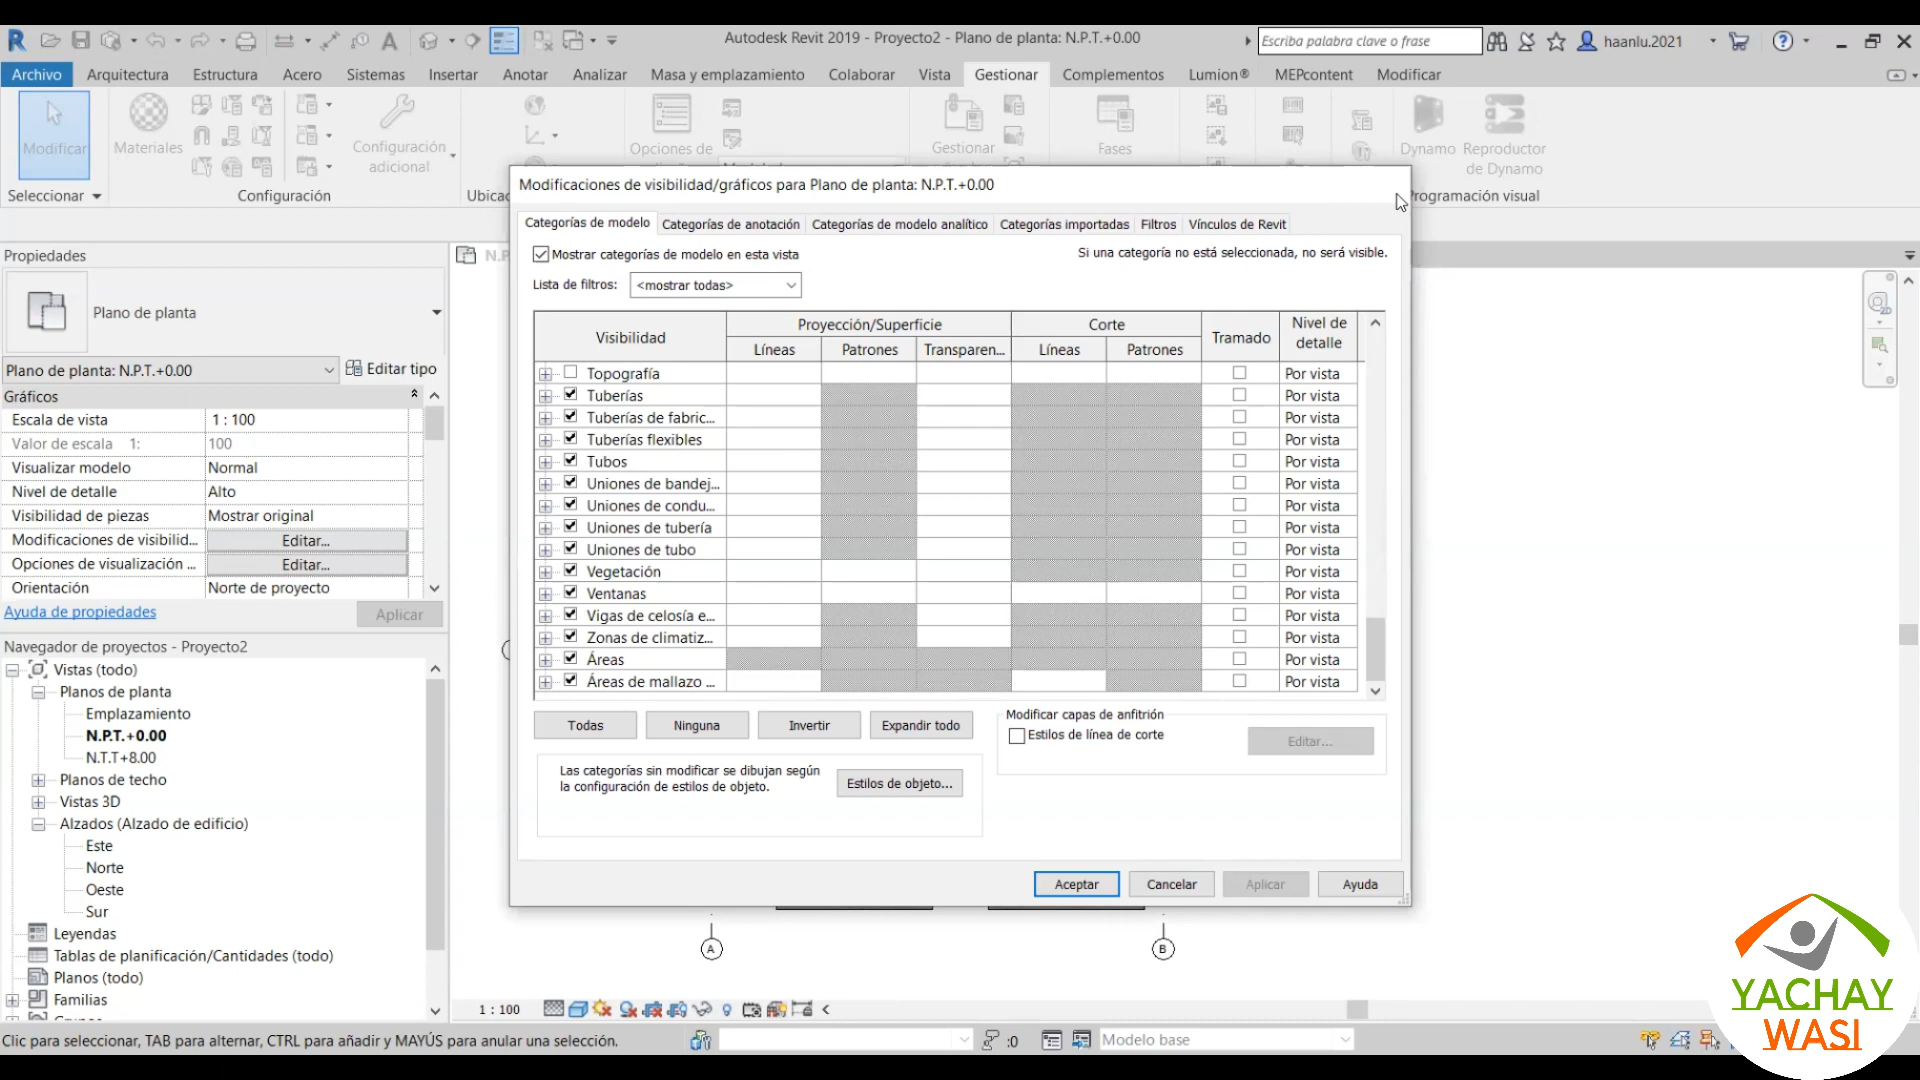 Autodesk Revit 2019 - Proyecto2 - Plano de planta: N.P.T.+0.00
Escriba palabra clave o frase
haanlu.2021
Archivo Arquitectura Estructura Acero Sistemas Insertar Anotar Analizar Masa y emplazamiento Colaborar Vista Gestionar Complementos Lumion® MEPcontent Modificar
Modificar
Materiales
Configuración
adicional
Opciones de
Gestionar
Fases
Dynamo
Reproductor
de Dynamo
Seleccionar
Configuración
Ubicac
Programación visual
Propiedades
Plano de planta
Plano de planta: N.P.T.+0.00
Editar tipo
Gráficos
Escala de vista 1 : 100
Valor de escala 1: 100
Visualizar modelo Normal
Nivel de detalle Alto
Visibilidad de piezas Mostrar original
Modificaciones de visibilid... Editar...
Opciones de visualización ... Editar...
Orientación Norte de proyecto
Ayuda de propiedades
Aplicar
Navegador de proyectos - Proyecto2
Vistas (todo)
Planos de planta
Emplazamiento
N.P.T.+0.00
N.T.T+8.00
Planos de techo
Vistas 3D
Alzados (Alzado de edificio)
Este
Norte
Oeste
Sur
Leyendas
Tablas de planificación/Cantidades (todo)
Planos (todo)
Familias
N.P
Modificaciones de visibilidad/gráficos para Plano de planta: N.P.T.+0.00
Categorías de modelo Categorías de anotación Categorías de modelo analítico Categorías importadas Filtros Vínculos de Revit
Mostrar categorías de modelo en esta vista
Si una categoría no está seleccionada, no será visible.
Lista de filtros: <mostrar todas>
Visibilidad Proyección/Superficie Corte Tramado Nivel de detalle
Líneas Patrones Transparen... Líneas Patrones
Topografía Por vista
Tuberías Por vista
Tuberías de fabric... Por vista
Tuberías flexibles Por vista
Tubos Por vista
Uniones de bandej... Por vista
Uniones de condu... Por vista
Uniones de tubería Por vista
Uniones de tubo Por vista
Vegetación Por vista
Ventanas Por vista
Vigas de celosía e... Por vista
Zonas de climatiz... Por vista
Áreas Por vista
Áreas de mallazo ... Por vista
Todas Ninguna Invertir Expandir todo
Modificar capas de anfitrión
Estilos de línea de corte
Editar...
Las categorías sin modificar se dibujan según
la configuración de estilos de objeto.
Estilos de objeto...
Aceptar Cancelar Aplicar Ayuda
A
B
1 : 100
Clic para seleccionar, TAB para alternar, CTRL para añadir y MAYÚS para anular una selección.
:0
Modelo base
YACHAY
WASI